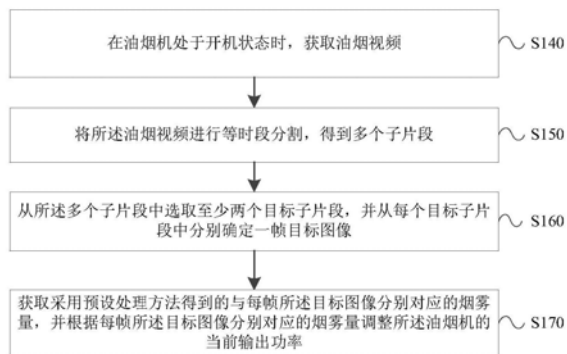 在油烟机处于开机状态时，获取油烟视频
S140
将所述油烟视频进行等时段分割，得到多个子片段
S150
从所述多个子片段中选取至少两个目标子片段，并从每个目标子片
段中分别确定一帧目标图像
S160
获取采用预设处理方法得到的与每帧所述目标图像分别对应的烟雾
量，并根据每帧所述目标图像分别对应的烟雾量调整所述油烟机的
当前输出功率
S170